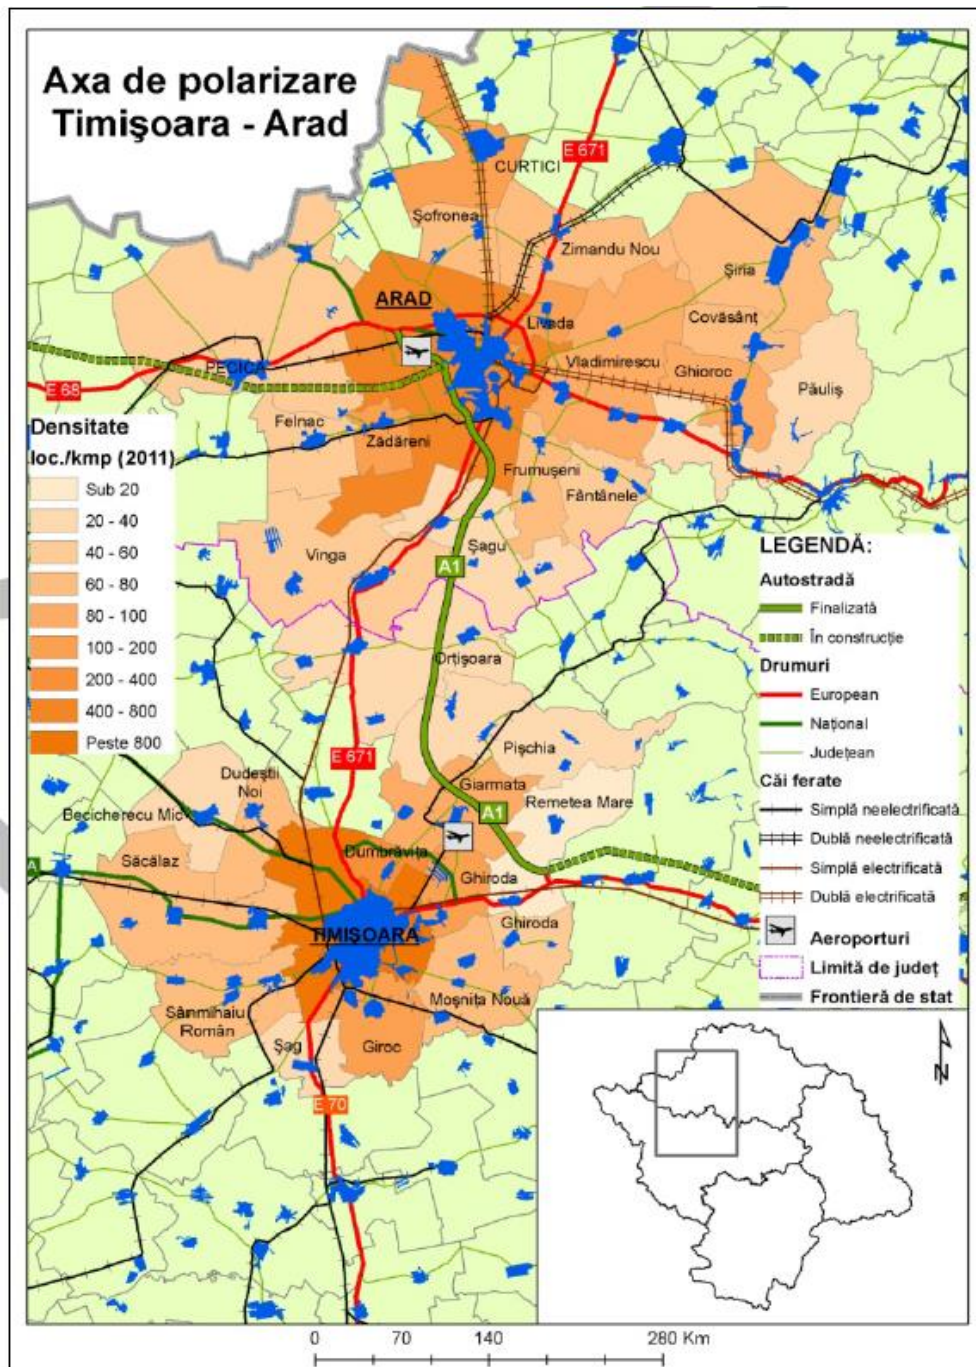 Axa de polarizare
Timişoara - Arad
E 671
CURTICI
Şofronea
Zimandu Nou
Şiria
ARAD
Livada
Covăsânţ
Vladimirescu
Ghioroc
PECICA
Păuliş
E 68
Felnac
Zădăreni
Frumuşeni
Fântânele
Vinga
Şagu
A1
Densitate
loc./kmp (2011)
Sub 20
20 - 40
40 - 60
60 - 80
80 - 100
100 - 200
200 - 400
400 - 800
Peste 800
LEGENDĂ:
Autostradă
Finalizată
În construcţie
Drumuri
European
Naţional
Judeţean
Căi ferate
Simplă neelectrificată
Dublă neelectrificată
Simplă electrificată
Dublă electrificată
Aeroporturi
Limită de judeţ
Frontieră de stat
Orţişoara
Pişchia
E 671
Giarmata
Dudeştii
Noi
Remetea Mare
A1
Becicherecu Mic
Dumbrăviţa
Săcălaz
Ghiroda
A
Ghiroda
TIMIŞOARA
Moşniţa Nouă
Sânmihaiu
Român
Şag
Giroc
E 70
N
0 70 140 280 Km